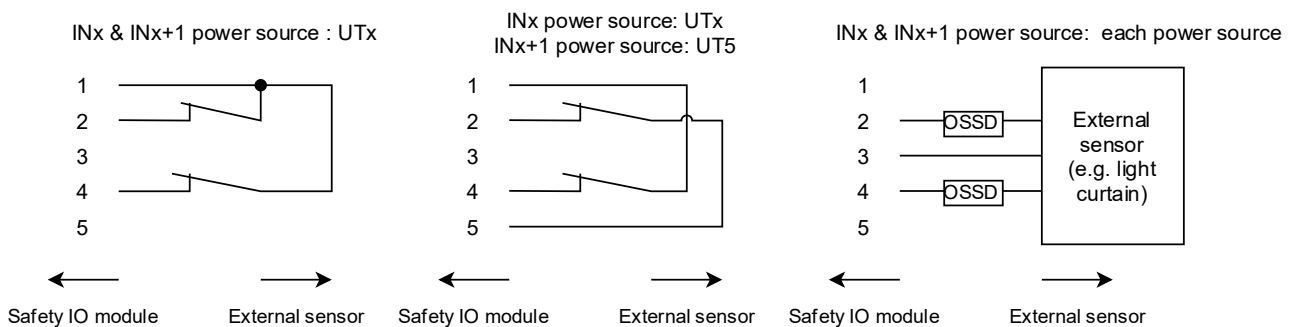 INx & INx+1 power source : UTx
1
2
3
4
5
Safety IO module
External sensor
INx power source: UTx
INx+1 power source: UT5
1
2
3
4
5
Safety IO module
External sensor
INx & INx+1 power source: each power source
1
2
3
4
5
OSSD
OSSD
External
sensor
(e.g. light
curtain)
Safety IO module
External sensor